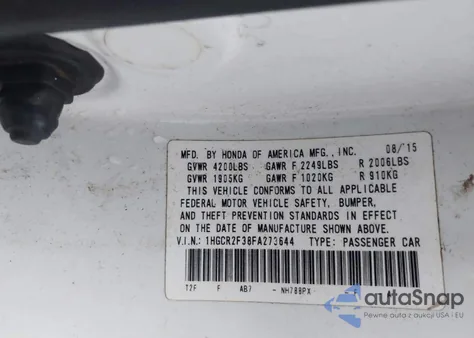 MFD. BY HONDA OF AMERICA MFG., INC. 08/15
GVWR 4200LBS GAWR F 2249LBS R 2006LBS
GVWR 1905KG GAWR F 1020KG R 910KG
THIS VEHICLE CONFORMS TO ALL APPLICABLE
FEDERAL MOTOR VEHICLE SAFETY, BUMPER,
AND THEFT PREVENTION STANDARDS IN EFFECT
ON THE DATE OF MANUFACTURE SHOWN ABOVE.
V.I.N.: 1HGCR2F38FA273644 TYPE: PASSENGER CAR
T2F F AB7 - NH788PX
autoSnap
Pewne auta z aukcji USA i EU